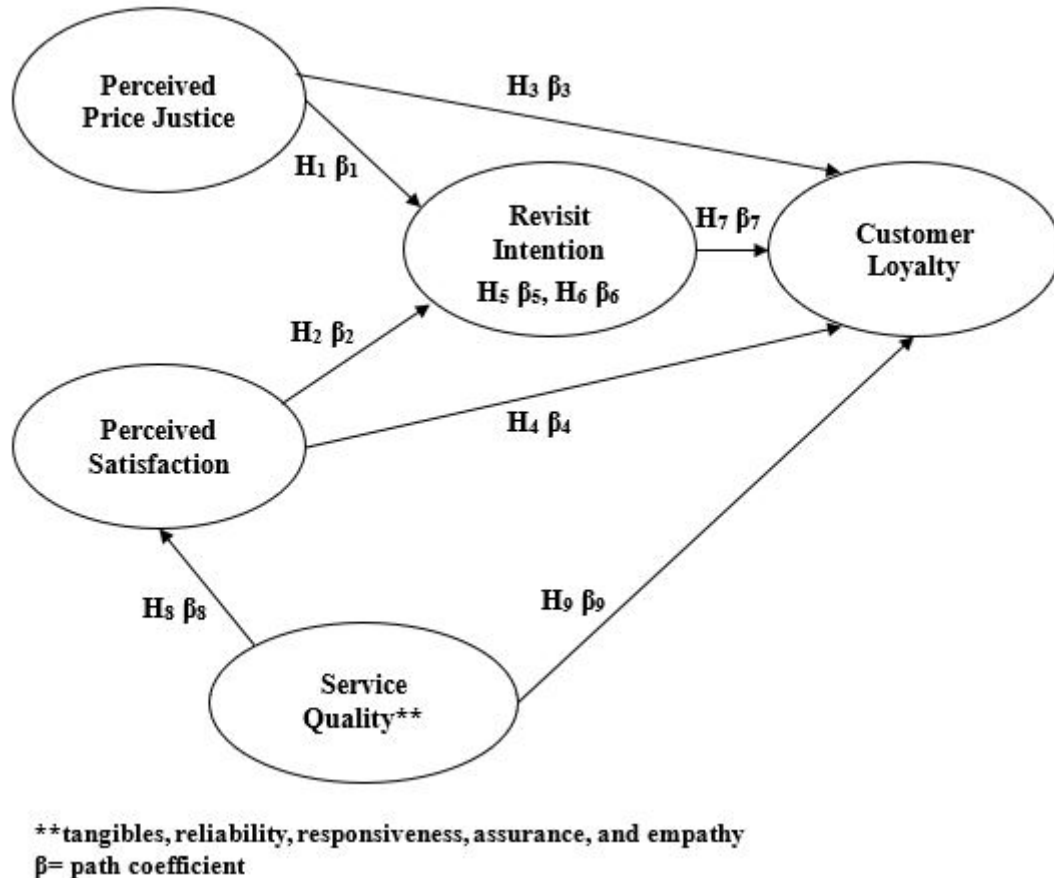 Perceived
Price Justice
H₃ β₃
H₁ β₁
Revisit
Intention
H₅ β₅, H₆ β₆
H₇ β₇
Customer
Loyalty
H₂ β₂
Perceived
Satisfaction
H₄ β₄
H₈ β₈
H₉ β₉
Service
Quality**
**tangibles, reliability, responsiveness, assurance, and empathy
β= path coefficient